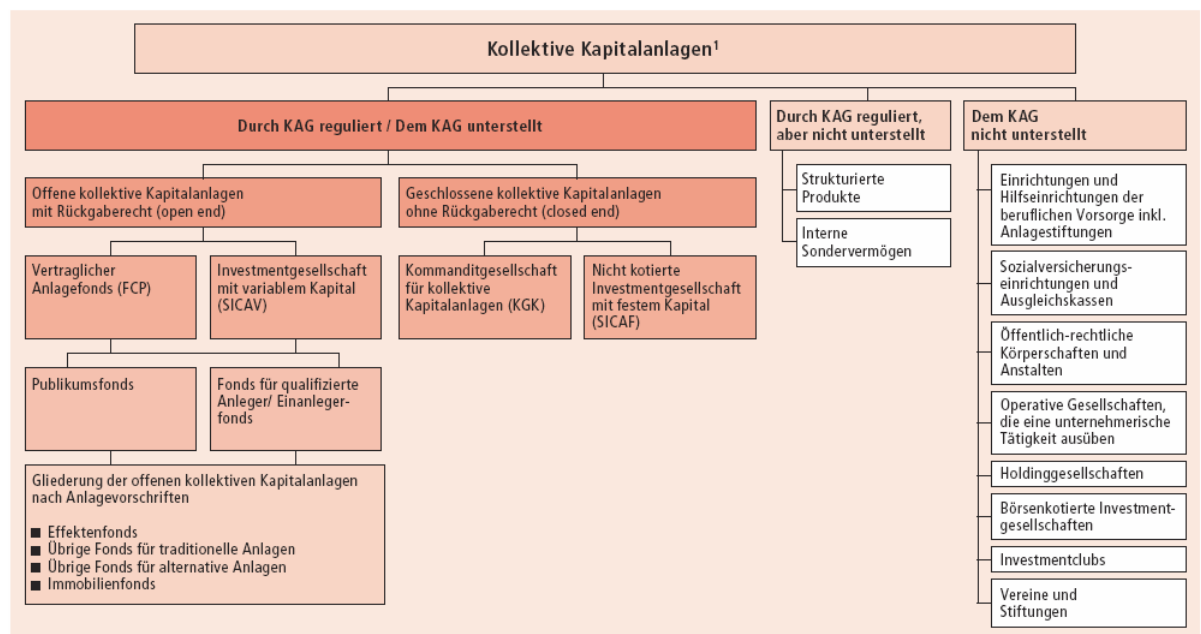 Kollektive Kapitalanlagen¹
Durch KAG reguliert / Dem KAG unterstellt
Durch KAG reguliert,
aber nicht unterstellt
Dem KAG
nicht unterstellt
Offene kollektive Kapitalanlagen
mit Rückgaberecht (open end)
Geschlossene kollektive Kapitalanlagen
ohne Rückgaberecht (closed end)
Vertraglicher
Anlagefonds (FCP)
Investmentgesellschaft
mit variablem Kapital
(SICAV)
Kommanditgesellschaft
für kollektive
Kapitalanlagen (KGK)
Nicht kotierte
Investmentgesellschaft
mit festem Kapital
(SICAF)
Publikumsfonds
Fonds für qualifizierte
Anleger/ Einanleger-
fonds
Gliederung der offenen kollektiven Kapitalanlagen
nach Anlagevorschriften
■ Effektenfonds
■ Übrige Fonds für traditionelle Anlagen
■ Übrige Fonds für alternative Anlagen
■ Immobilienfonds
Strukturierte
Produkte
Interne
Sondervermögen
Einrichtungen und
Hilfseinrichtungen der
beruflichen Vorsorge inkl.
Anlagestiftungen
Sozialversicherungs-
einrichtungen und
Ausgleichskassen
Öffentlich-rechtliche
Körperschaften und
Anstalten
Operative Gesellschaften,
die eine unternehmerische
Tätigkeit ausüben
Holdinggesellschaften
Börsenkotierte Investment-
gesellschaften
Investmentclubs
Vereine und
Stiftungen